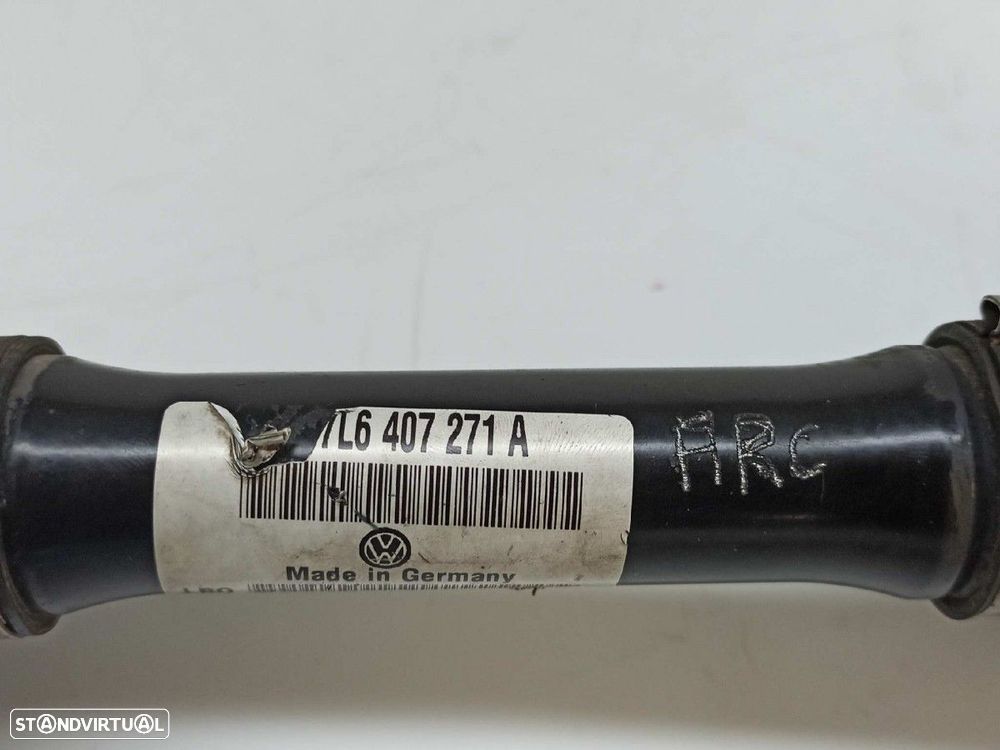 7L6 407 271 A
ARC
Made in Germany
STANDVIRTUAL